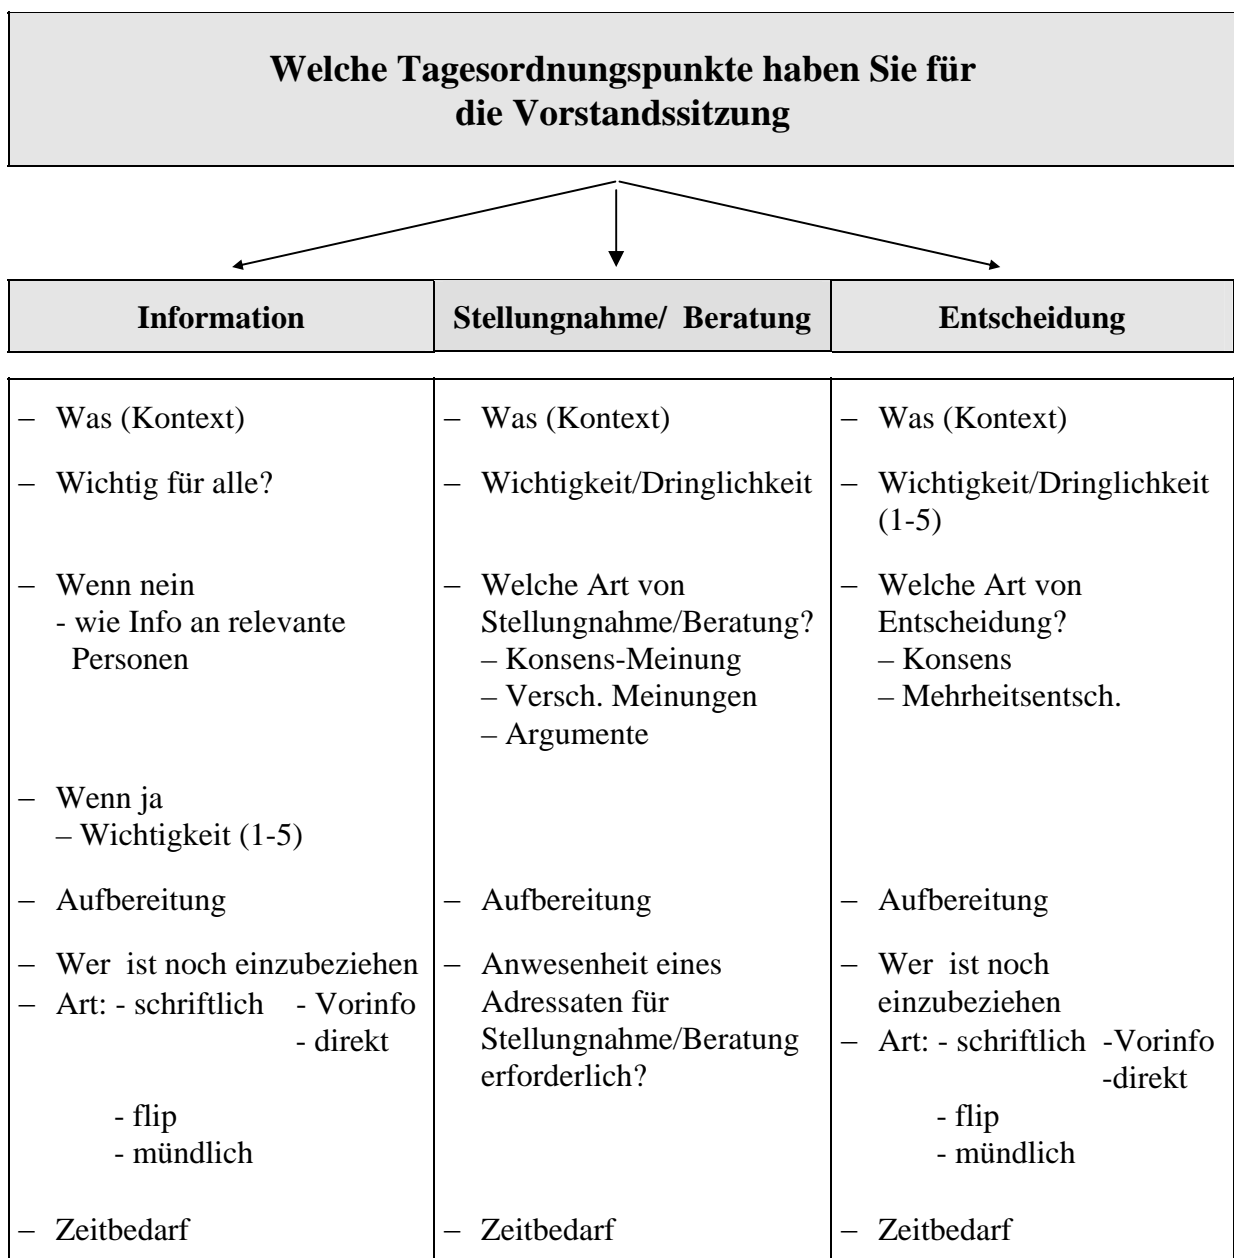 Welche Tagesordnungspunkte haben Sie für
die Vorstandssitzung
Information
Stellungnahme/ Beratung
Entscheidung
– Was (Kontext)
– Wichtig für alle?
– Wenn nein
- wie Info an relevante
Personen
– Wenn ja
– Wichtigkeit (1-5)
– Aufbereitung
– Wer ist noch einzubeziehen
– Art: - schriftlich - Vorinfo
- direkt
- flip
- mündlich
– Zeitbedarf
– Was (Kontext)
– Wichtigkeit/Dringlichkeit
– Welche Art von
Stellungnahme/Beratung?
– Konsens-Meinung
– Versch. Meinungen
– Argumente
– Aufbereitung
– Anwesenheit eines
Adressaten für
Stellungnahme/Beratung
erforderlich?
– Zeitbedarf
– Was (Kontext)
– Wichtigkeit/Dringlichkeit
(1-5)
– Welche Art von
Entscheidung?
– Konsens
– Mehrheitsentsch.
– Aufbereitung
– Wer ist noch
einzubeziehen
– Art: - schriftlich -Vorinfo
-direkt
- flip
- mündlich
– Zeitbedarf